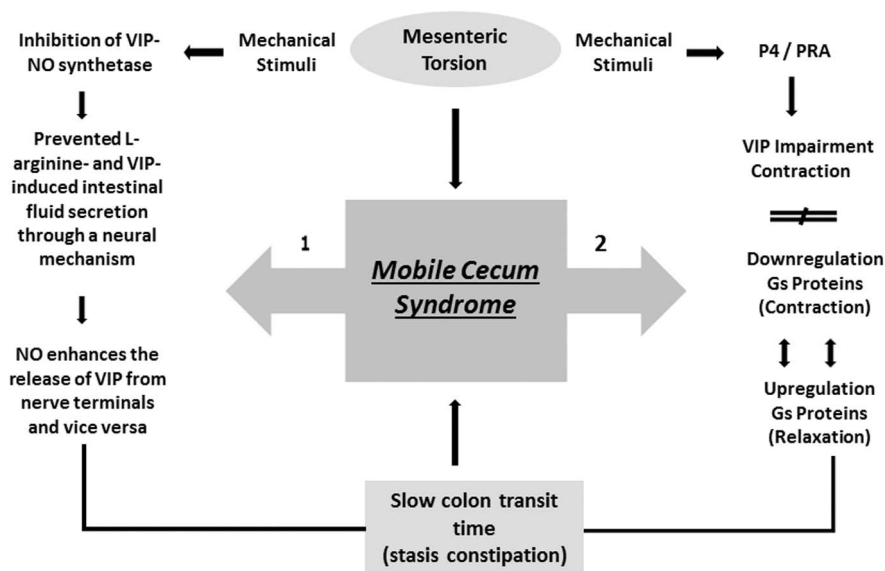 Mesenteric
Torsion
Mechanical
Stimuli
Inhibition of VIP-
NO synthetase
Prevented L-
arginine- and VIP-
induced intestinal
fluid secretion
through a neural
mechanism
NO enhances the
release of VIP from
nerve terminals
and vice versa
Mechanical
Stimuli
P4 / PRA
VIP Impairment
Contraction
Downregulation
Gs Proteins
(Contraction)
Upregulation
Gs Proteins
(Relaxation)
1
Mobile Cecum
Syndrome
2
Slow colon transit
time
(stasis constipation)